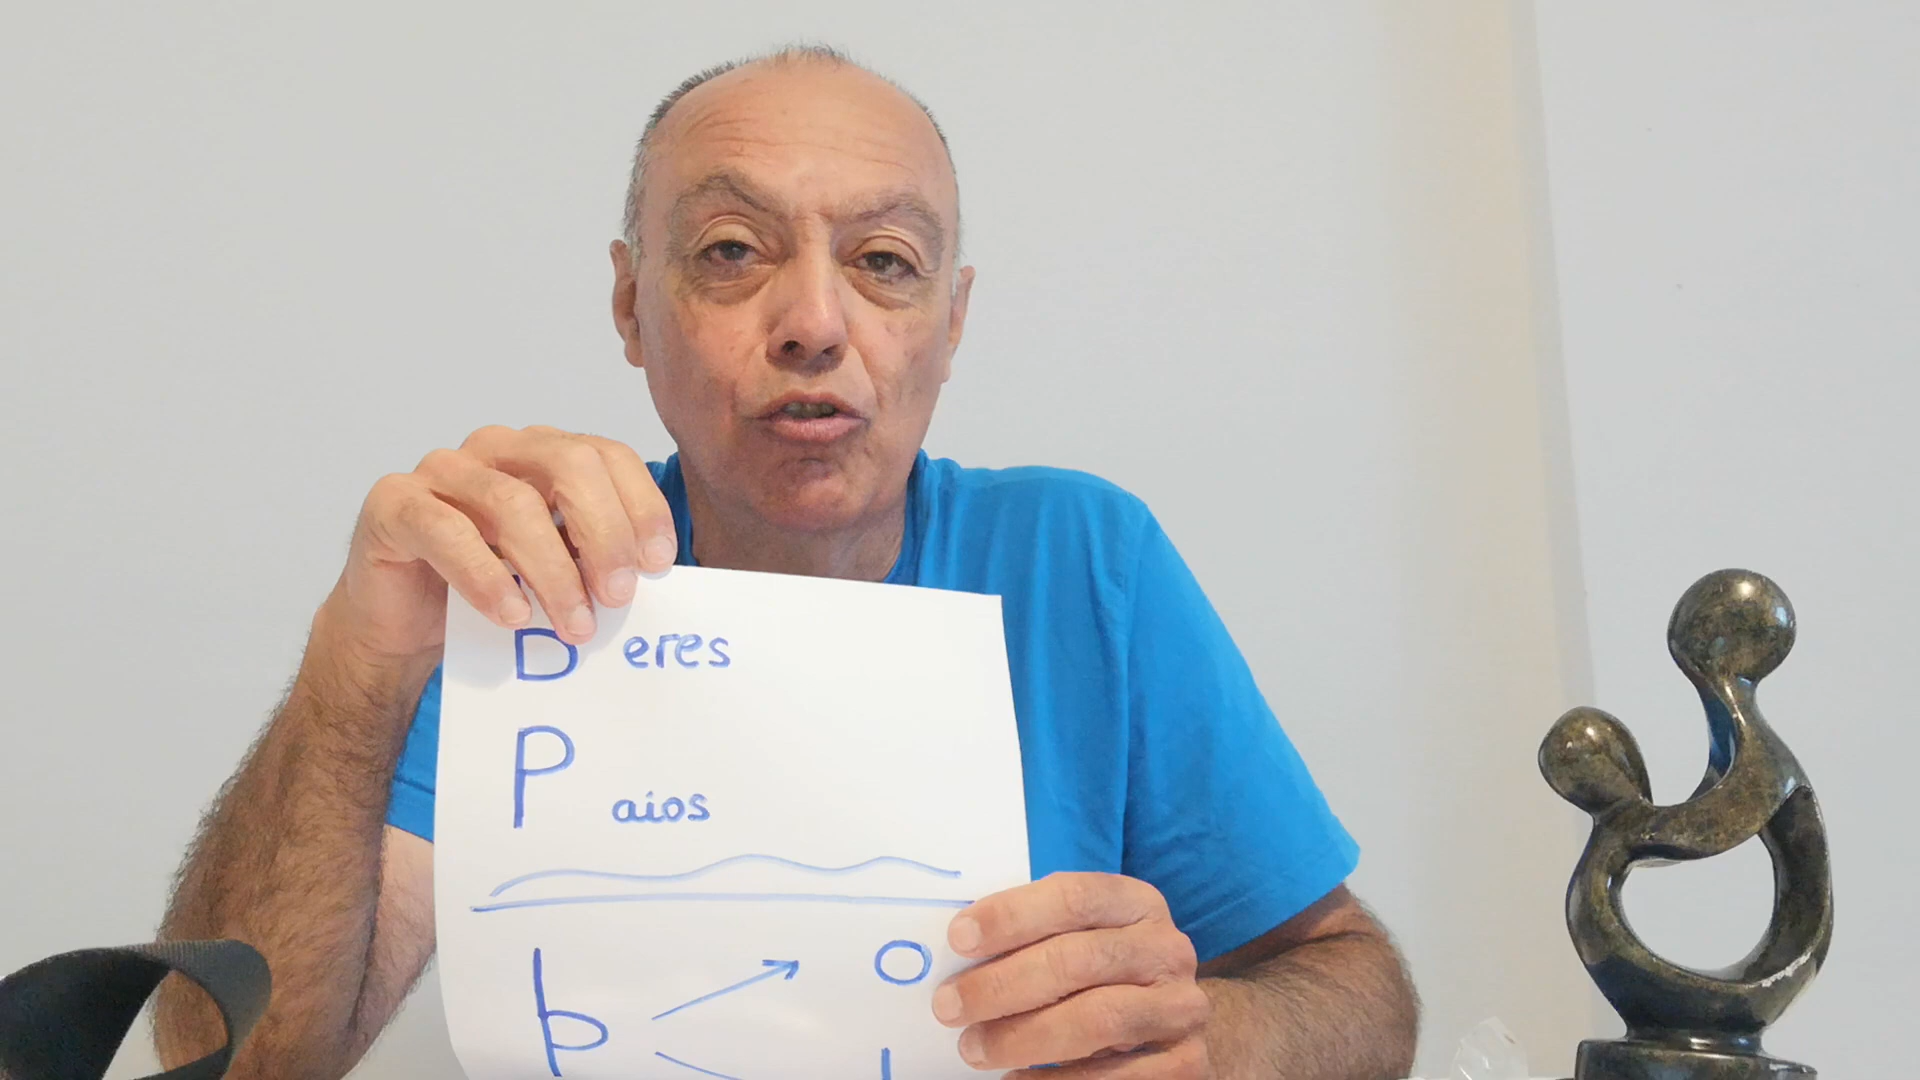 B eres
P aios
þ → o